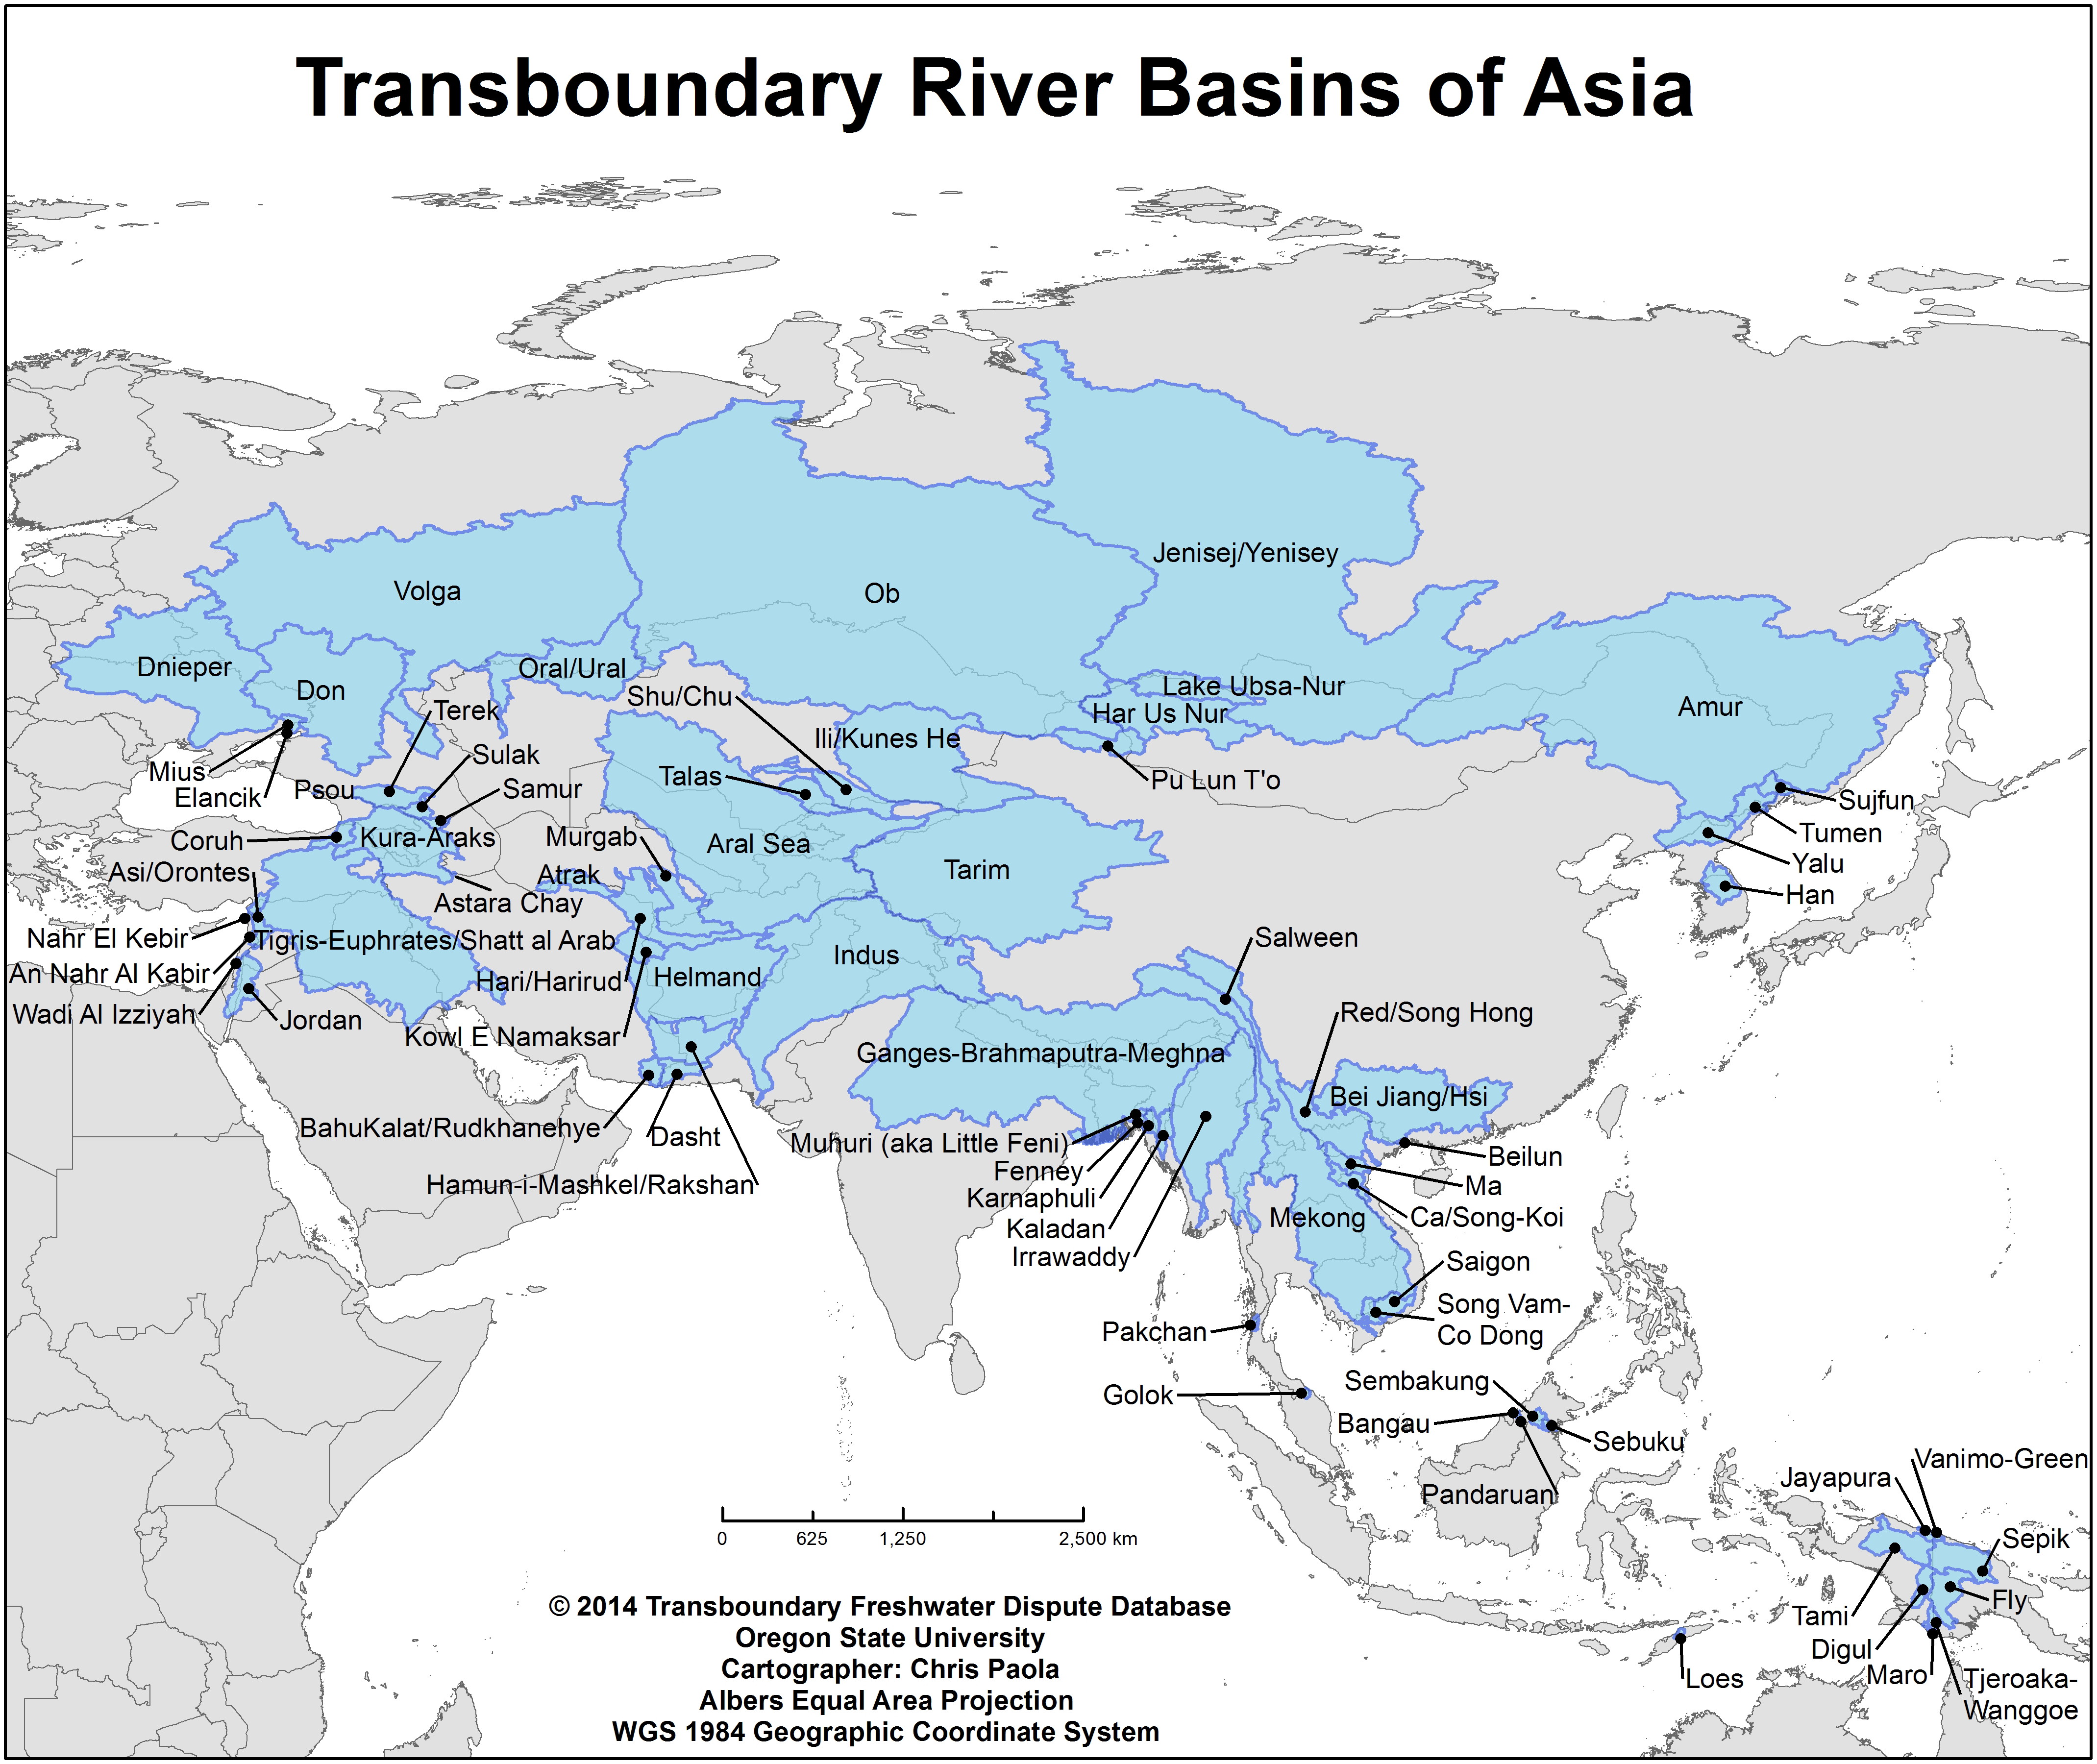 Transboundary River Basins of Asia
Jenisej/Yenisey
Volga
Ob
Dnieper
Oral/Ural
Don
Shu/Chu
Lake Ubsa-Nur
Har Us Nur
Amur
Terek
Ili/Kunes He
Sulak
Mius
Talas
Pu Lun T'o
Elancik
Psou
Samur
Sujfun
Coruh
Kura-Araks
Murgab
Aral Sea
Tumen
Asi/Orontes
Atrak
Tarim
Yalu
Astara Chay
Han
Nahr El Kebir
Tigris-Euphrates/Shatt al Arab
Salween
An Nahr Al Kabir
Hari/Harirud
Helmand
Indus
Wadi Al Izziyah
Jordan
Kowl E Namaksar
Red/Song Hong
Ganges-Brahmaputra-Meghna
Bei Jiang/Hsi
BahuKalat/Rudkhanehye
Dasht
Muhuri (aka Little Feni)
Beilun
Hamun-i-Mashkel/Rakshan
Fenney
Ma
Karnaphuli
Ca/Song-Koi
Kaladan
Mekong
Irrawaddy
Saigon
Song Vam-
Co Dong
Pakchan
Golok
Sembakung
Bangau
Sebuku
Pandaruan
Vanimo-Green
Jayapura
Sepik
Fly
Tami
Digul
Maro
Loes
Tjeroaka-
Wanggoe
0 625 1,250 2,500 km
© 2014 Transboundary Freshwater Dispute Database
Oregon State University
Cartographer: Chris Paola
Albers Equal Area Projection
WGS 1984 Geographic Coordinate System